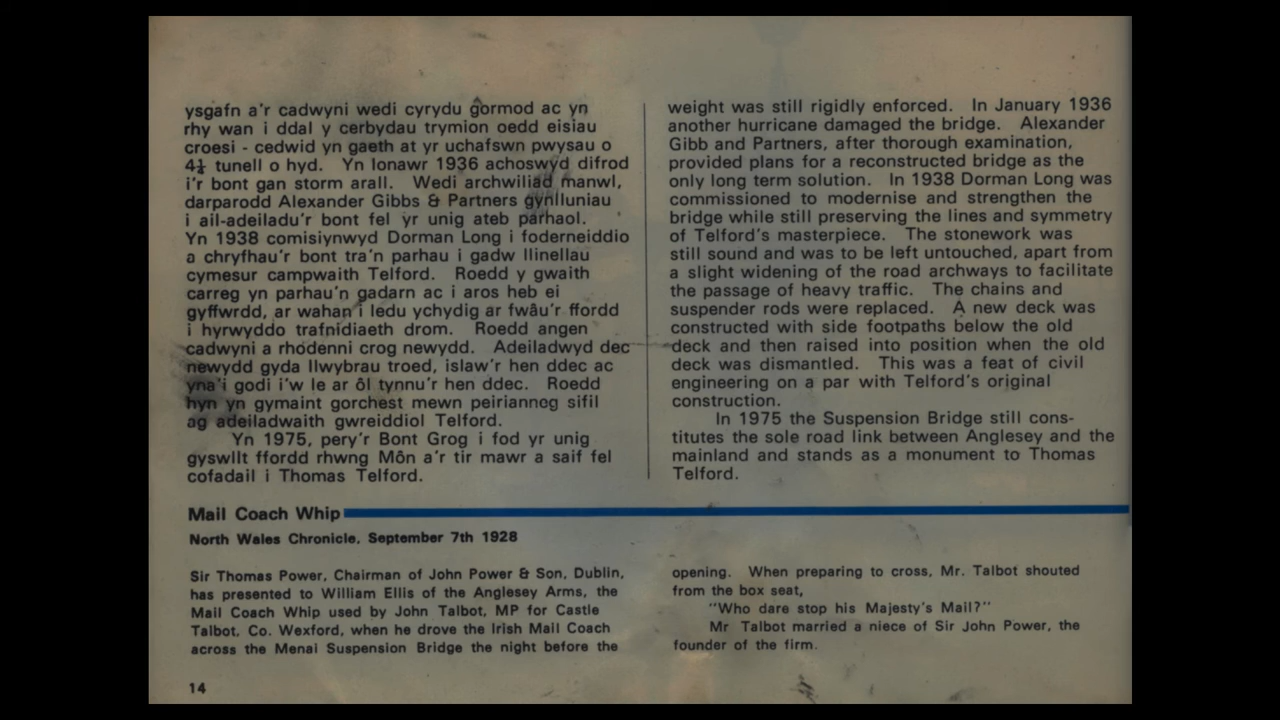 ysgafn a'r cadwyni wedi cyrydu gormod ac yn
rhy wan i ddal y cerbydau trymion oedd eisiau
croesi - cedwid yn gaeth at yr uchafswn pwysau o
4¼ tunell o hyd. Yn Ionawr 1936 achoswyd difrod
i'r bont gan storm arall. Wedi archwiliad manwl,
darparodd Alexander Gibbs & Partners gynlluniau
i ail-adeiladu'r bont fel yr unig ateb parhaol.
Yn 1938 comisiynwyd Dorman Long i foderneiddio
a chryfhau'r bont tra'n parhau i gadw llinellau
cymesur campwaith Telford. Roedd y gwaith
carreg yn parhau'n gadarn ac i aros heb ei
gyffwrdd, ar wahan i ledu ychydig ar fwâu'r ffordd
i hyrwyddo trafnidiaeth drom. Roedd angen
cadwyni a rhodenni crog newydd. Adeiladwyd dec
newydd gyda llwybrau troed, islaw'r hen ddec ac
yna'i godi i'w le ar ôl tynnu'r hen ddec. Roedd
hyn yn gymaint gorchest mewn peirianneg sifil
ag adeiladwaith gwreiddiol Telford.
Yn 1975, pery'r Bont Grog i fod yr unig
gyswllt ffordd rhwng Môn a'r tir mawr a saif fel
cofadail i Thomas Telford.
weight was still rigidly enforced. In January 1936
another hurricane damaged the bridge. Alexander
Gibb and Partners, after thorough examination,
provided plans for a reconstructed bridge as the
only long term solution. In 1938 Dorman Long was
commissioned to modernise and strengthen the
bridge while still preserving the lines and symmetry
of Telford's masterpiece. The stonework was
still sound and was to be left untouched, apart from
a slight widening of the road archways to facilitate
the passage of heavy traffic. The chains and
suspender rods were replaced. A new deck was
constructed with side footpaths below the old
deck and then raised into position when the old
deck was dismantled. This was a feat of civil
engineering on a par with Telford's original
construction.
In 1975 the Suspension Bridge still cons-
titutes the sole road link between Anglesey and the
mainland and stands as a monument to Thomas
Telford.
Mail Coach Whip
North Wales Chronicle, September 7th 1928
Sir Thomas Power, Chairman of John Power & Son, Dublin,
has presented to William Ellis of the Anglesey Arms, the
Mail Coach Whip used by John Talbot, MP for Castle
Talbot, Co. Wexford, when he drove the Irish Mail Coach
across the Menai Suspension Bridge the night before the
opening. When preparing to cross, Mr. Talbot shouted
from the box seat,
"Who dare stop his Majesty's Mail?"
Mr Talbot married a niece of Sir John Power, the
founder of the firm.
14